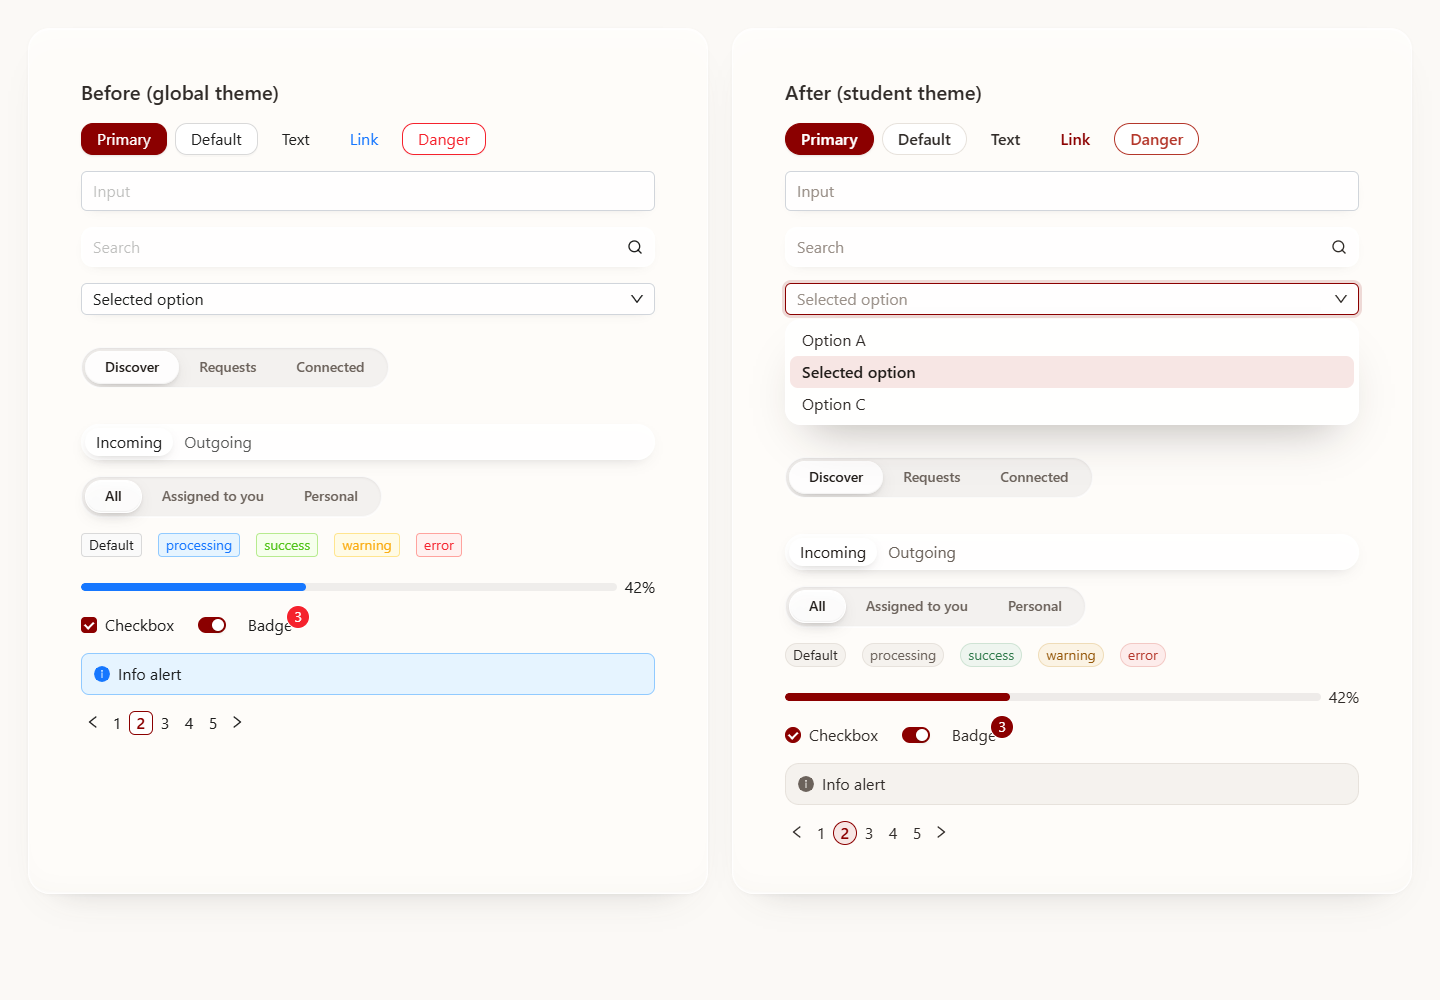 Before (global theme)
Primary Default Text Link Danger
Input
Search
Selected option
Discover Requests Connected
Incoming Outgoing
All Assigned to you Personal
Default processing success warning error
42%
Checkbox Badge 3
Info alert
1 2 3 4 5
After (student theme)
Primary Default Text Link Danger
Input
Search
Selected option
Option A
Selected option
Option C
Discover Requests Connected
Incoming Outgoing
All Assigned to you Personal
Default processing success warning error
42%
Checkbox Badge 3
Info alert
1 2 3 4 5